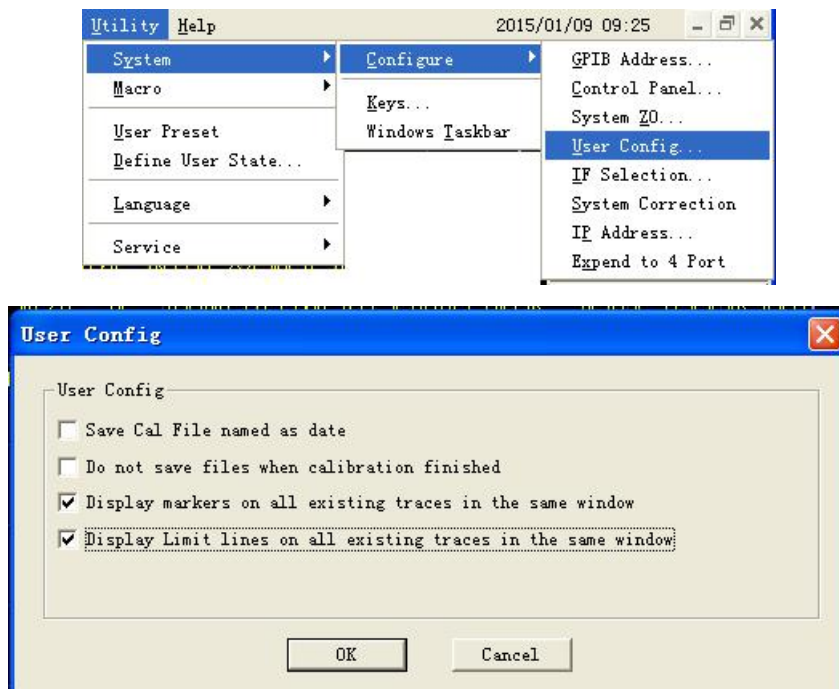 Utility Help 2015/01/09 09:25
System
Macro
User Preset
Define User State...
Language
Service
Configure
Keys...
Windows Taskbar
GPIB Address...
Control Panel...
System Z0...
User Config...
IF Selection...
System Correction
IP Address...
Expend to 4 Port
User Config
User Config
Save Cal File named as date
Do not save files when calibration finished
Display markers on all existing traces in the same window
Display Limit lines on all existing traces in the same window
OK Cancel